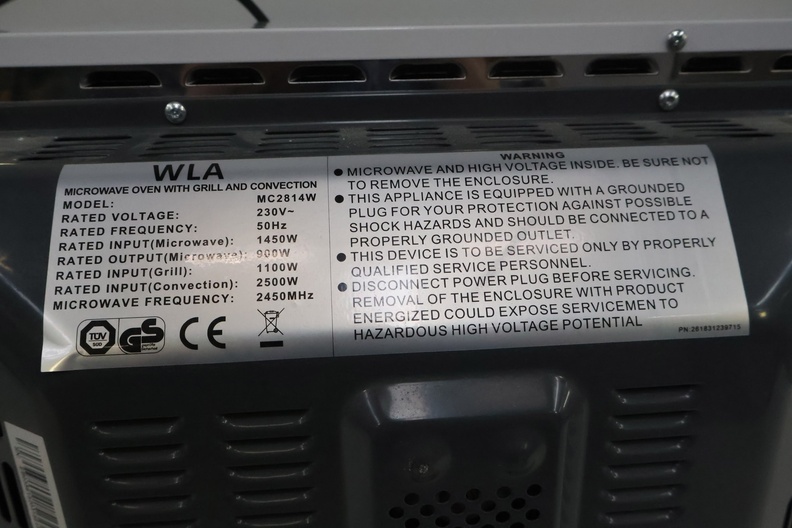 WLA
MICROWAVE OVEN WITH GRILL AND CONVECTION
MODEL: MC2814W
RATED VOLTAGE: 230V~
RATED FREQUENCY: 50Hz
RATED INPUT(Microwave): 1450W
RATED OUTPUT(Microwave): 900W
RATED INPUT(Grill): 1100W
RATED INPUT(Convection): 2500W
MICROWAVE FREQUENCY: 2450MHz
TÜV
SÜD
GS
CE
WARNING
● MICROWAVE AND HIGH VOLTAGE INSIDE. BE SURE NOT
TO REMOVE THE ENCLOSURE.
● THIS APPLIANCE IS EQUIPPED WITH A GROUNDED
PLUG FOR YOUR PROTECTION AGAINST POSSIBLE
SHOCK HAZARDS AND SHOULD BE CONNECTED TO A
PROPERLY GROUNDED OUTLET.
● THIS DEVICE IS TO BE SERVICED ONLY BY PROPERLY
QUALIFIED SERVICE PERSONNEL.
● DISCONNECT POWER PLUG BEFORE SERVICING.
REMOVAL OF THE ENCLOSURE WITH PRODUCT
ENERGIZED COULD EXPOSE SERVICEMEN TO
HAZARDOUS HIGH VOLTAGE POTENTIAL
PN:261831239713